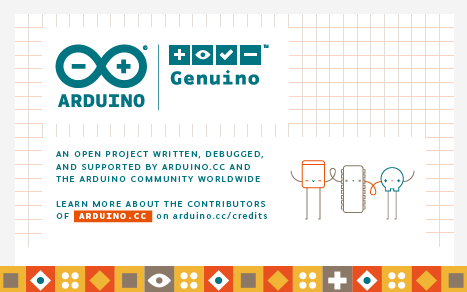 ARDUINO
Genuino
AN OPEN PROJECT WRITTEN, DEBUGGED,
AND SUPPORTED BY ARDUINO.CC AND
THE ARDUINO COMMUNITY WORLDWIDE
LEARN MORE ABOUT THE CONTRIBUTORS
OF ARDUINO.CC on arduino.cc/credits